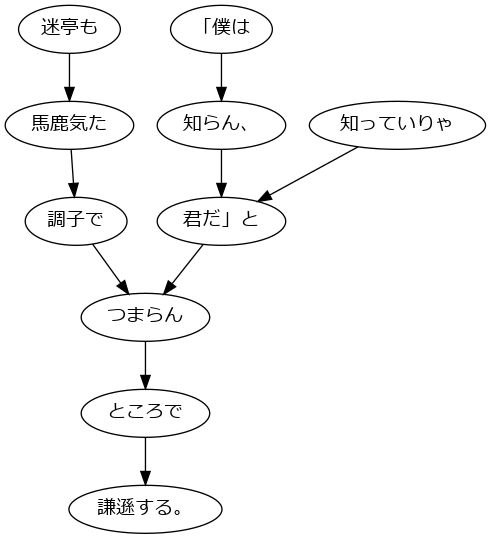 迷亭も
「僕は
馬鹿気た
知らん、
知っていりゃ
調子で
君だ」と
つまらん
ところで
謙遜する。